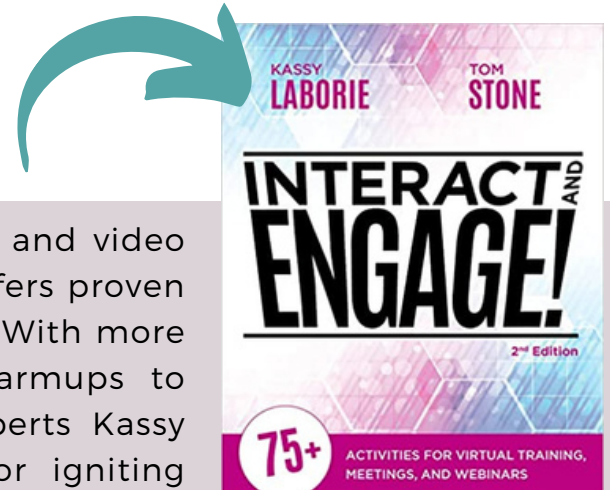 KASSY
LABORIE
TOM
STONE
INTERACT AND
ENGAGE!
2nd Edition
75+
ACTIVITIES FOR VIRTUAL TRAINING,
MEETINGS, AND WEBINARS
and video
fers proven
With more
armups to
perts Kassy
or igniting